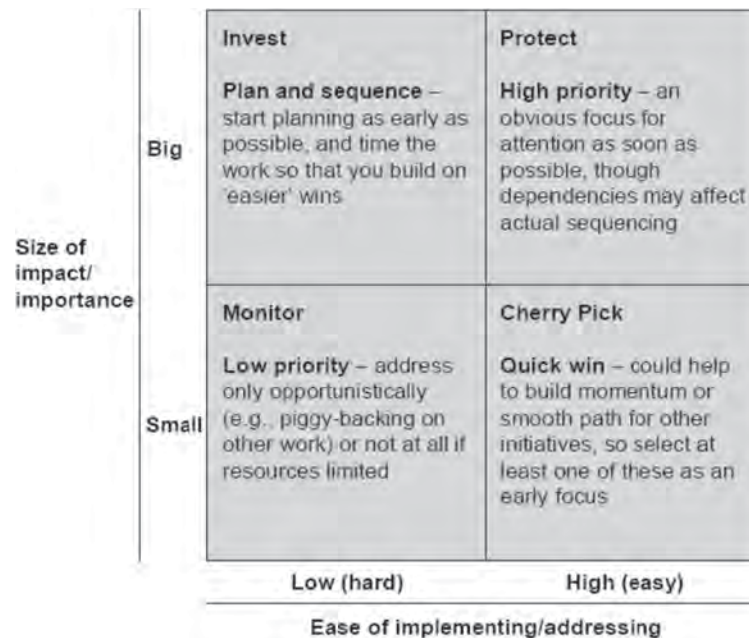 Invest
Plan and sequence – 
start planning as early as
possible, and time the
work so that you build on
'easier' wins
Protect
High priority – an
obvious focus for
attention as soon as
possible, though
dependencies may affect
actual sequencing
Big
Size of
impact/
importance
Monitor
Low priority – address
only opportunistically
(e.g., piggy-backing on
other work) or not at all if
resources limited
Cherry Pick
Quick win – could help
to build momentum or
smooth path for other
initiatives, so select at
least one of these as an
early focus
Small
Low (hard)
High (easy)
Ease of implementing/addressing